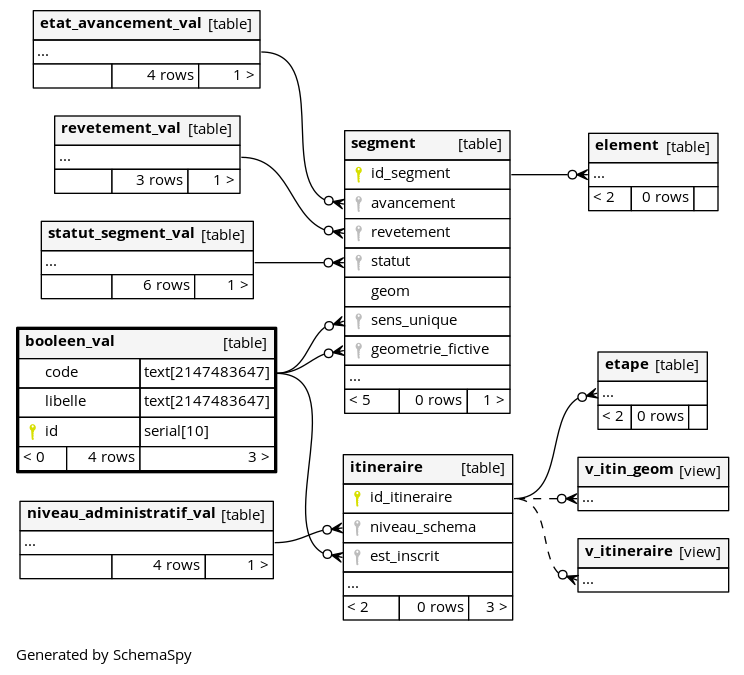 etat_avancement_val [table]
...
4 rows 1 >
revetement_val [table]
...
3 rows 1 >
statut_segment_val [table]
...
6 rows 1 >
booleen_val [table]
code text[2147483647]
libelle text[2147483647]
id serial[10]
< 0 4 rows 3 >
niveau_administratif_val [table]
...
4 rows 1 >
segment [table]
id_segment
avancement
revetement
statut
geom
sens_unique
geometrie_fictive
...
< 5 0 rows 1 >
itineraire [table]
id_itineraire
niveau_schema
est_inscrit
...
< 2 0 rows 3 >
element [table]
...
< 2 0 rows
etape [table]
...
< 2 0 rows
v_itin_geom [view]
...
v_itineraire [view]
...
Generated by SchemaSpy